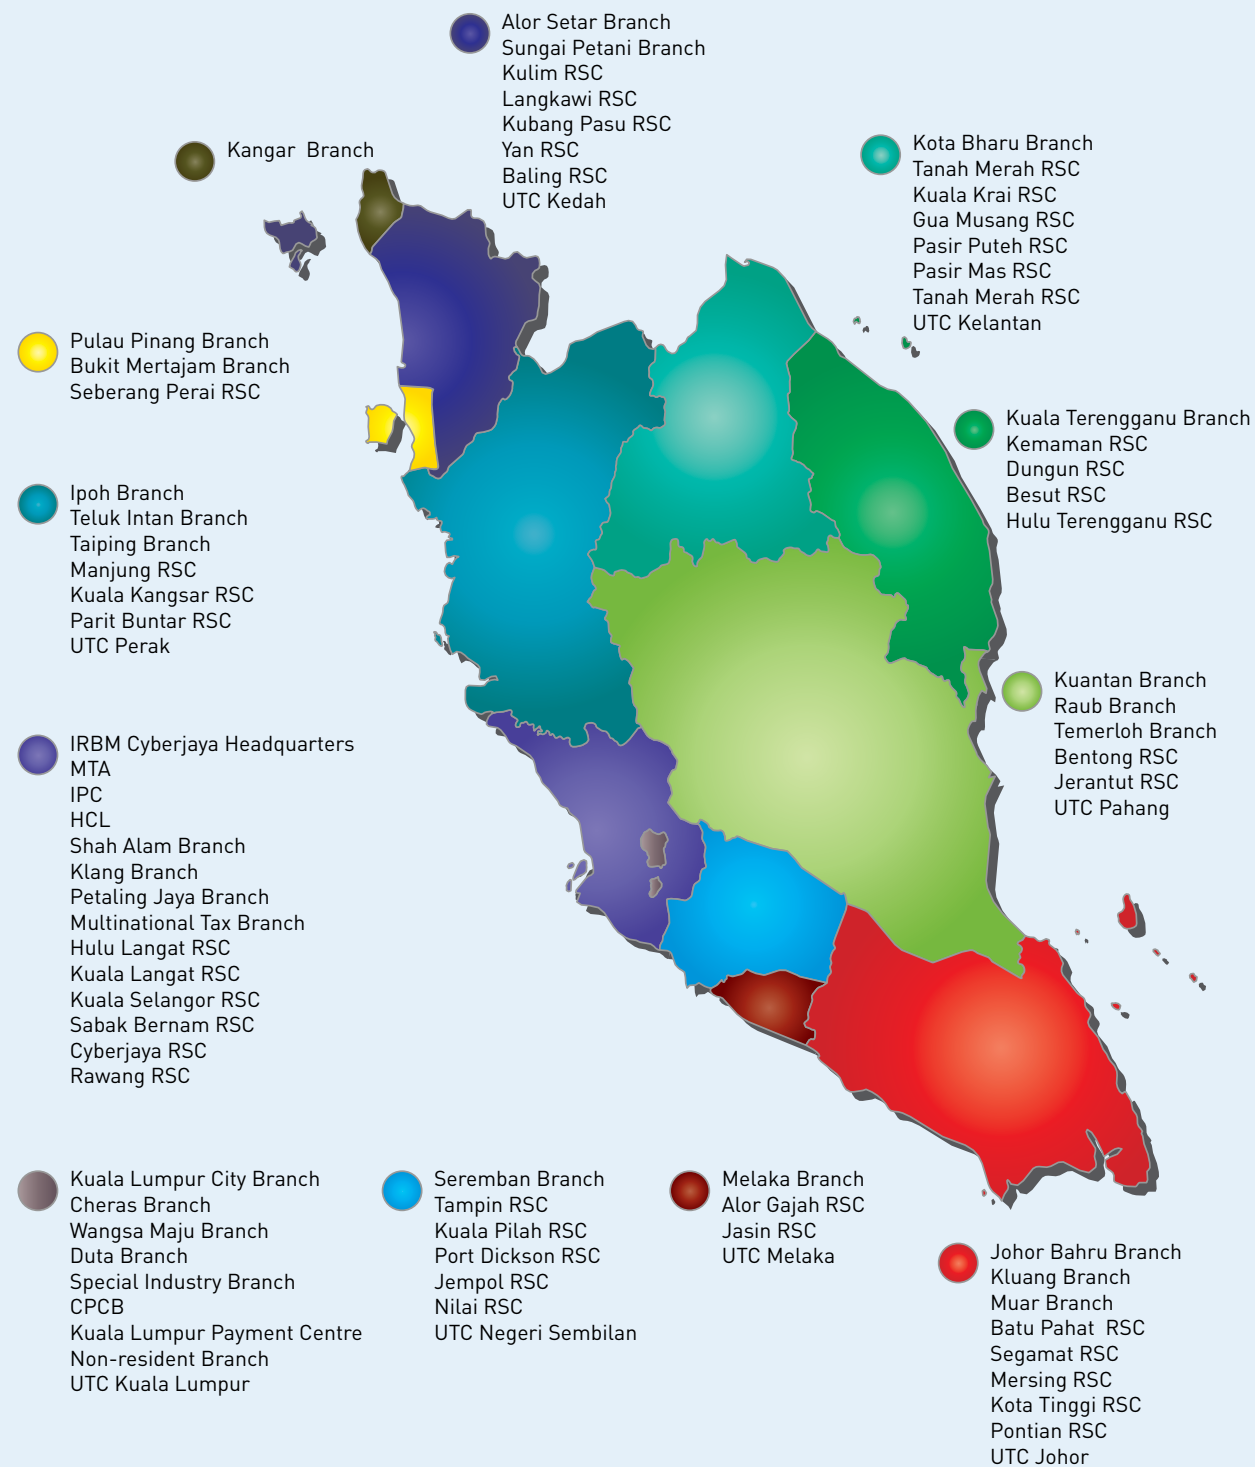 Alor Setar Branch
Sungai Petani Branch
Kulim RSC
Langkawi RSC
Kubang Pasu RSC
Yan RSC
Baling RSC
UTC Kedah
Kangar Branch
Kota Bharu Branch
Tanah Merah RSC
Kuala Krai RSC
Gua Musang RSC
Pasir Puteh RSC
Pasir Mas RSC
Tanah Merah RSC
UTC Kelantan
Pulau Pinang Branch
Bukit Mertajam Branch
Seberang Perai RSC
Kuala Terengganu Branch
Kemaman RSC
Dungun RSC
Besut RSC
Hulu Terengganu RSC
Ipoh Branch
Teluk Intan Branch
Taiping Branch
Manjung RSC
Kuala Kangsar RSC
Parit Buntar RSC
UTC Perak
Kuantan Branch
Raub Branch
Temerloh Branch
Bentong RSC
Jerantut RSC
UTC Pahang
IRBM Cyberjaya Headquarters
MTA
IPC
HCL
Shah Alam Branch
Klang Branch
Petaling Jaya Branch
Multinational Tax Branch
Hulu Langat RSC
Kuala Langat RSC
Kuala Selangor RSC
Sabak Bernam RSC
Cyberjaya RSC
Rawang RSC
Kuala Lumpur City Branch
Cheras Branch
Wangsa Maju Branch
Duta Branch
Special Industry Branch
CPCB
Kuala Lumpur Payment Centre
Non-resident Branch
UTC Kuala Lumpur
Seremban Branch
Tampin RSC
Kuala Pilah RSC
Port Dickson RSC
Jempol RSC
Nilai RSC
UTC Negeri Sembilan
Melaka Branch
Alor Gajah RSC
Jasin RSC
UTC Melaka
Johor Bahru Branch
Kluang Branch
Muar Branch
Batu Pahat RSC
Segamat RSC
Mersing RSC
Kota Tinggi RSC
Pontian RSC
UTC Johor